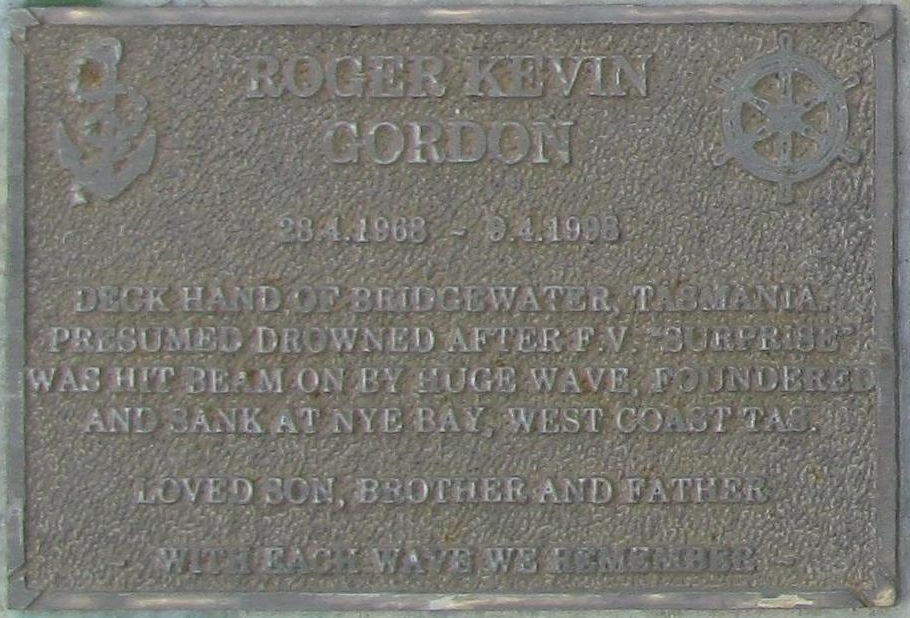 ROGER KEVIN
GORDON
28.4.1968 ~ 9.4.1998
DECK HAND OF BRIDGEWATER, TASMANIA.
PRESUMED DROWNED AFTER F.V. "SURPRISE"
WAS HIT BEAM ON BY HUGE WAVE, FOUNDERED
AND SANK AT NYE BAY, WEST COAST TAS.
LOVED SON, BROTHER AND FATHER
~ WITH EACH WAVE WE REMEMBER ~